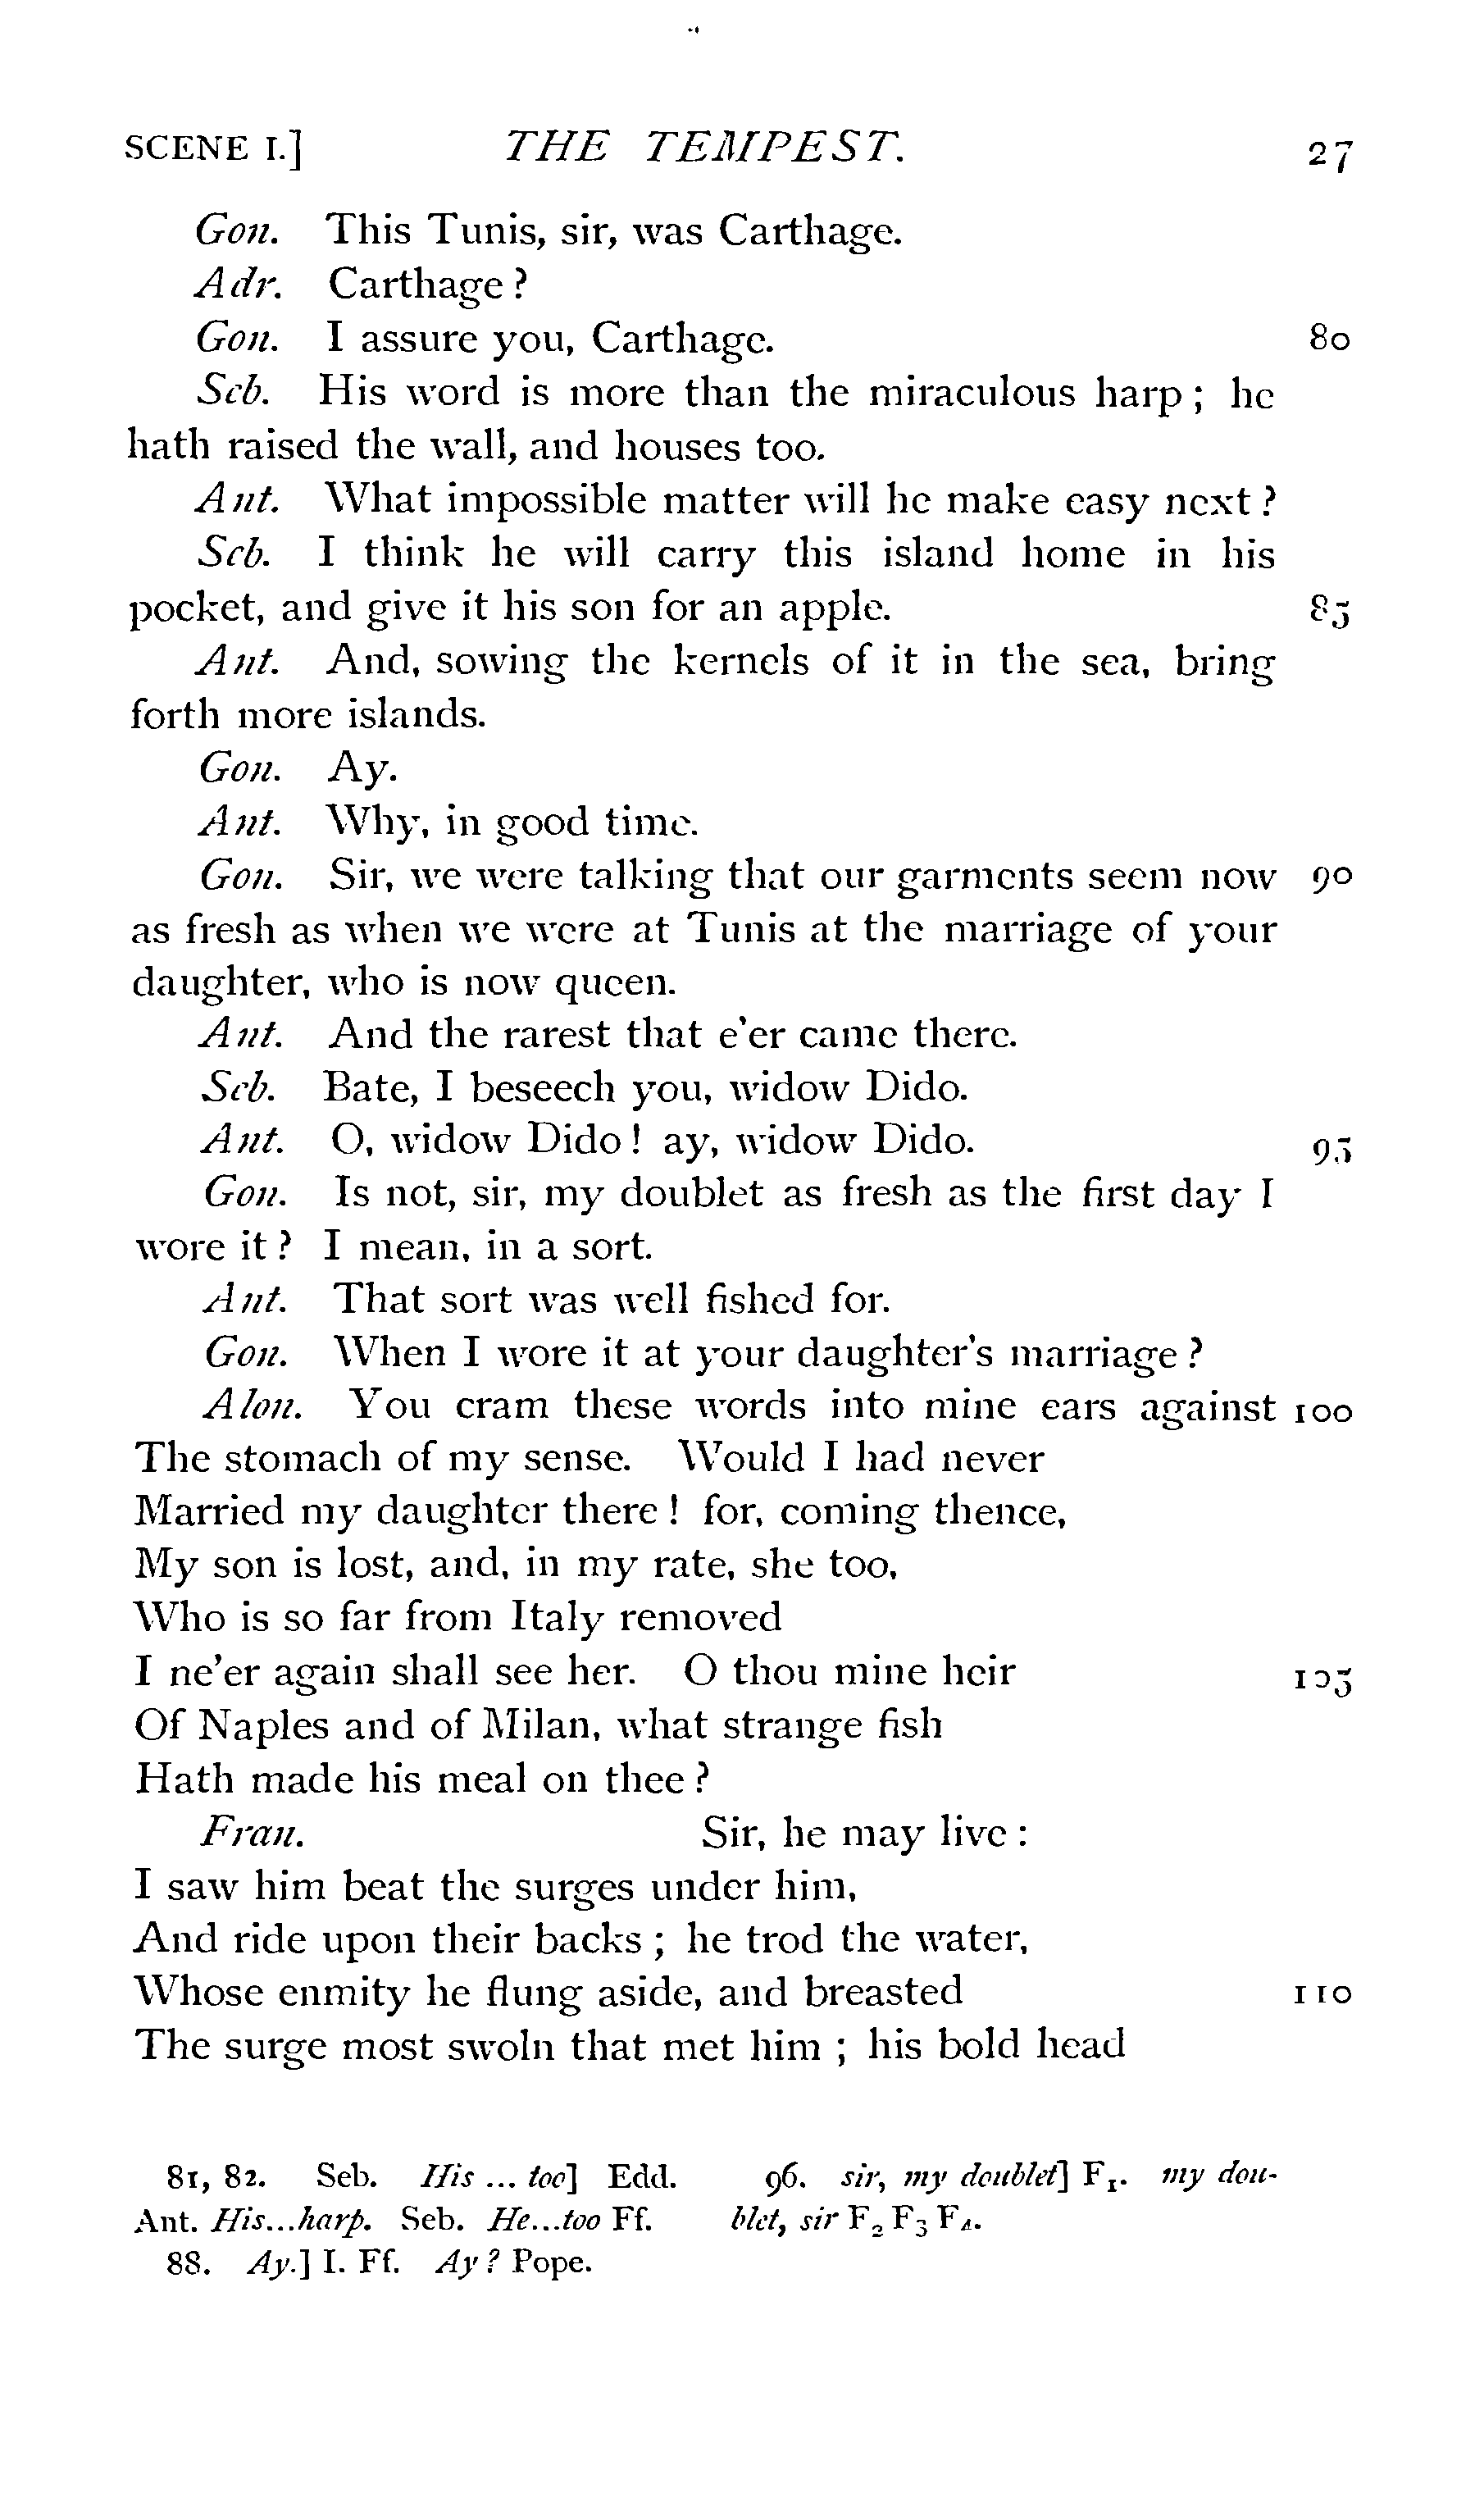 SCENE I.] THE TEMPEST. 27
Gon. This Tunis, sir, was Carthage.
Adr. Carthage ?
Gon. I assure you, Carthage. 80
Seb. His word is more than the miraculous harp ; he
hath raised the wall, and houses too.
Ant. What impossible matter will he make easy next ?
Seb. I think he will carry this island home in his
pocket, and give it his son for an apple. 85
Ant. And, sowing the kernels of it in the sea, bring
forth more islands.
Gon. Ay.
Ant. Why, in good time.
Gon. Sir, we were talking that our garments seem now 90
as fresh as when we were at Tunis at the marriage of your
daughter, who is now queen.
Ant. And the rarest that e'er came there.
Seb. Bate, I beseech you, widow Dido.
Ant. O, widow Dido ! ay, widow Dido. 95
Gon. Is not, sir, my doublet as fresh as the first day I
wore it ? I mean, in a sort.
Ant. That sort was well fished for.
Gon. When I wore it at your daughter's marriage ?
Alon. You cram these words into mine ears against 100
The stomach of my sense. Would I had never
Married my daughter there ! for, coming thence,
My son is lost, and, in my rate, she too,
Who is so far from Italy removed
I ne'er again shall see her. O thou mine heir 105
Of Naples and of Milan, what strange fish
Hath made his meal on thee ?
Fran. Sir, he may live :
I saw him beat the surges under him,
And ride upon their backs ; he trod the water,
Whose enmity he flung aside, and breasted 110
The surge most swoln that met him ; his bold head
81, 82. Seb. His ... too] Edd.
Ant. His...harp. Seb. He...too Ff.
88. Ay.] I. Ff. Ay ? Pope.
96. sir, my doublet] F1. my dou-
blet, sir F2 F3 F4.